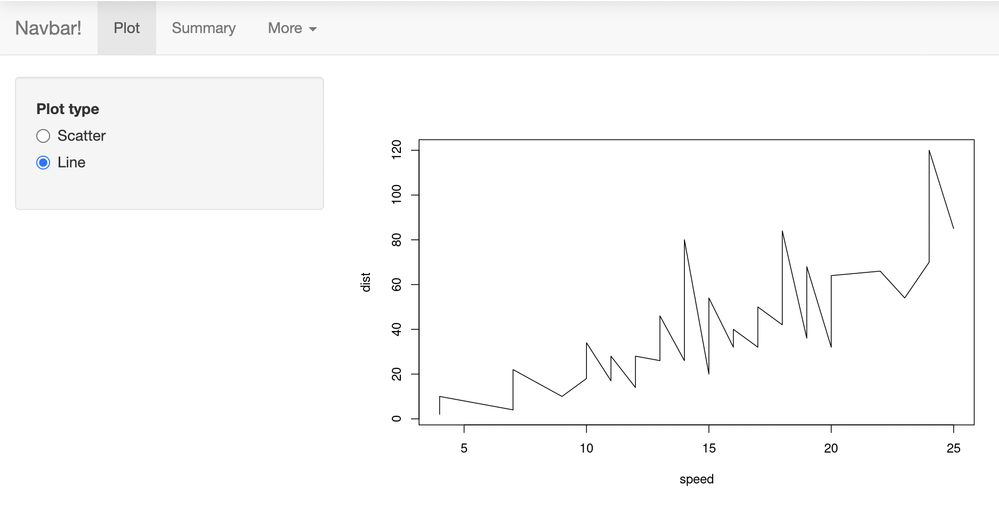 Navbar! Plot Summary More
Plot type
Scatter
Line
120
100
80
60
40
20
0
dist
5 10 15 20 25
speed